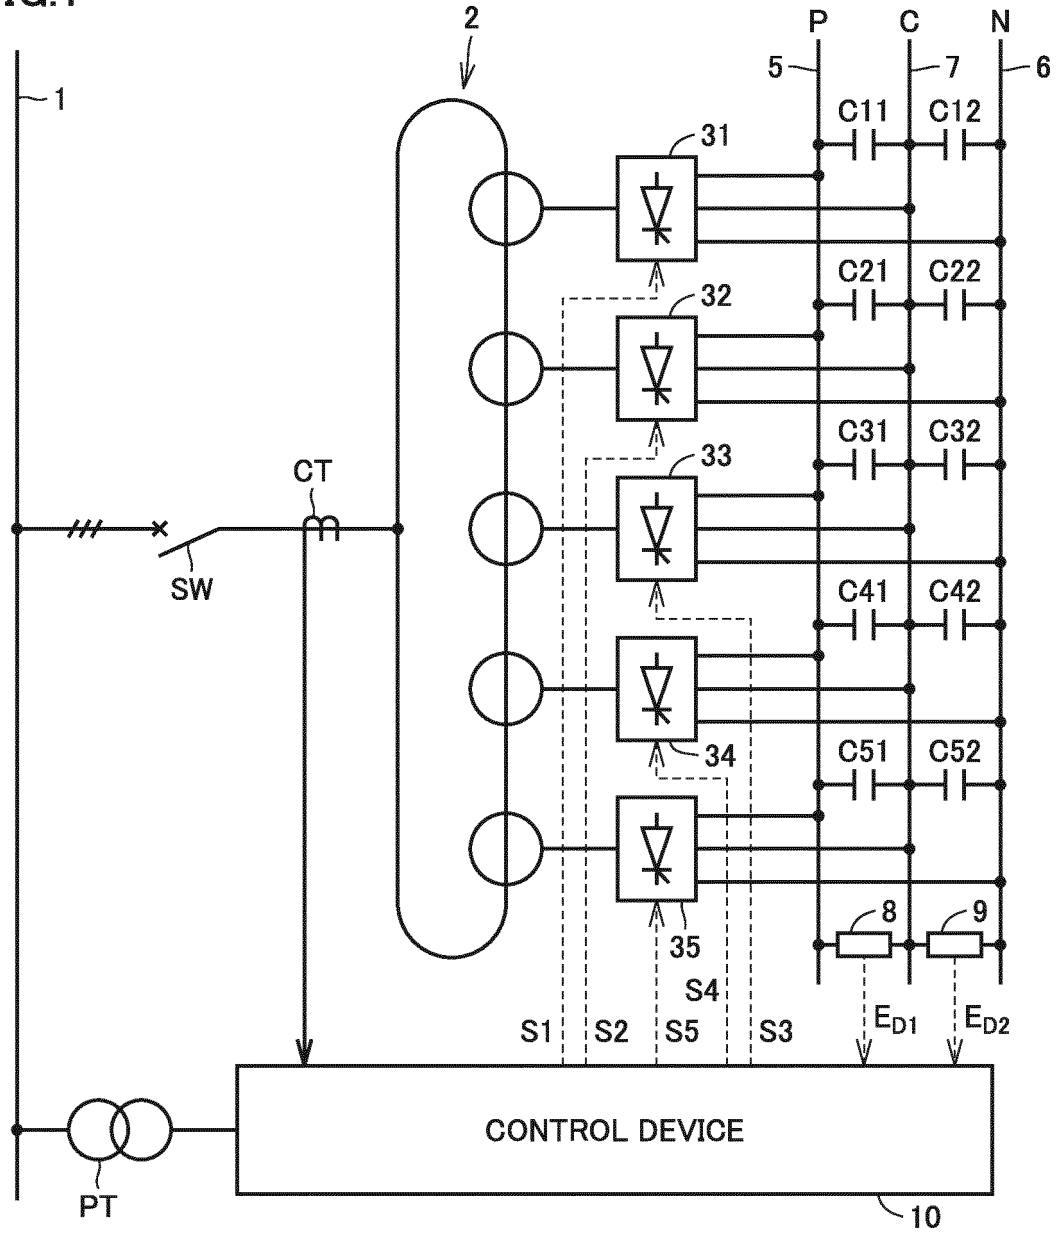 2
P C N
5 7 6
1
C11 C12
31
C21 C22
32
C31 C32
33
CT
SW
C41 C42
34
C51 C52
8 9
35
S4
S1 S2 S5 S3 ED1 ED2
CONTROL DEVICE
PT
10